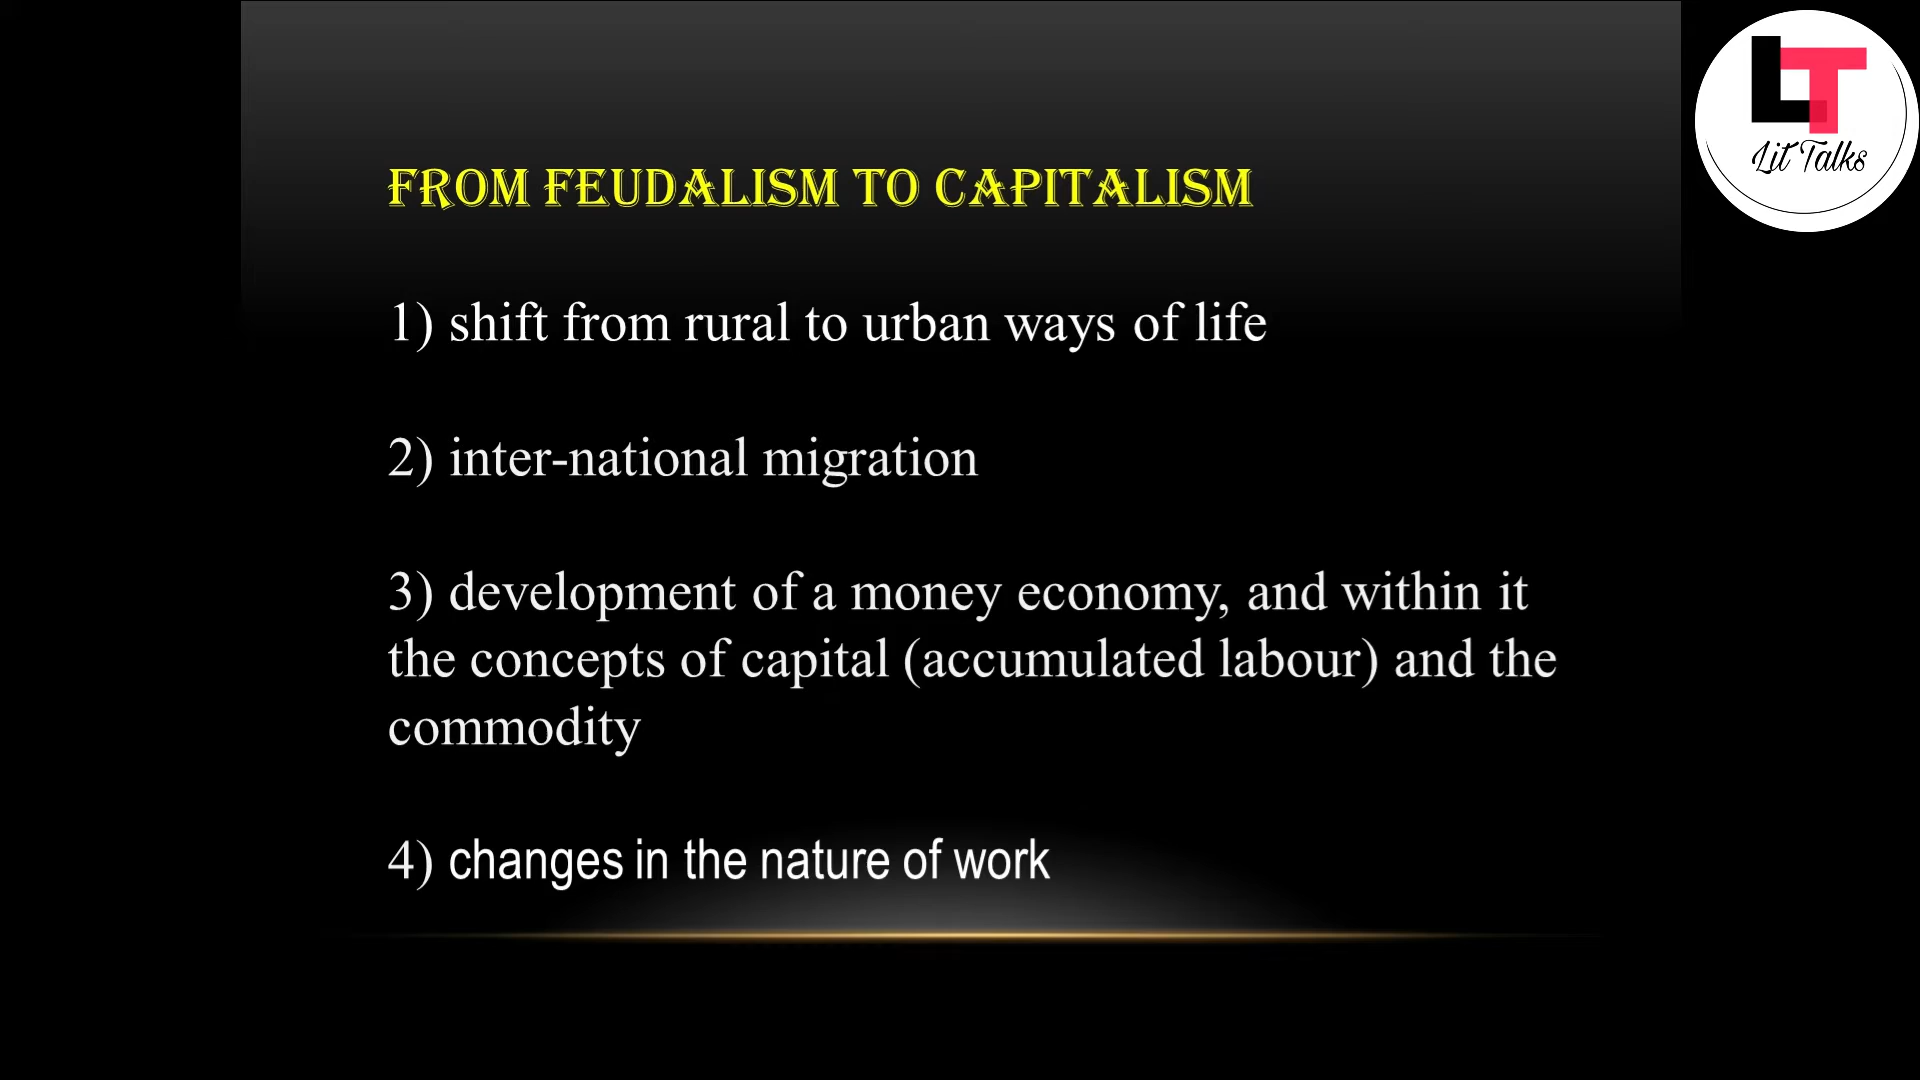 LT
Lit Talks
FROM FEUDALISM TO CAPITALISM
1) shift from rural to urban ways of life
2) inter-national migration
3) development of a money economy, and within it
the concepts of capital (accumulated labour) and the
commodity
4) changes in the nature of work